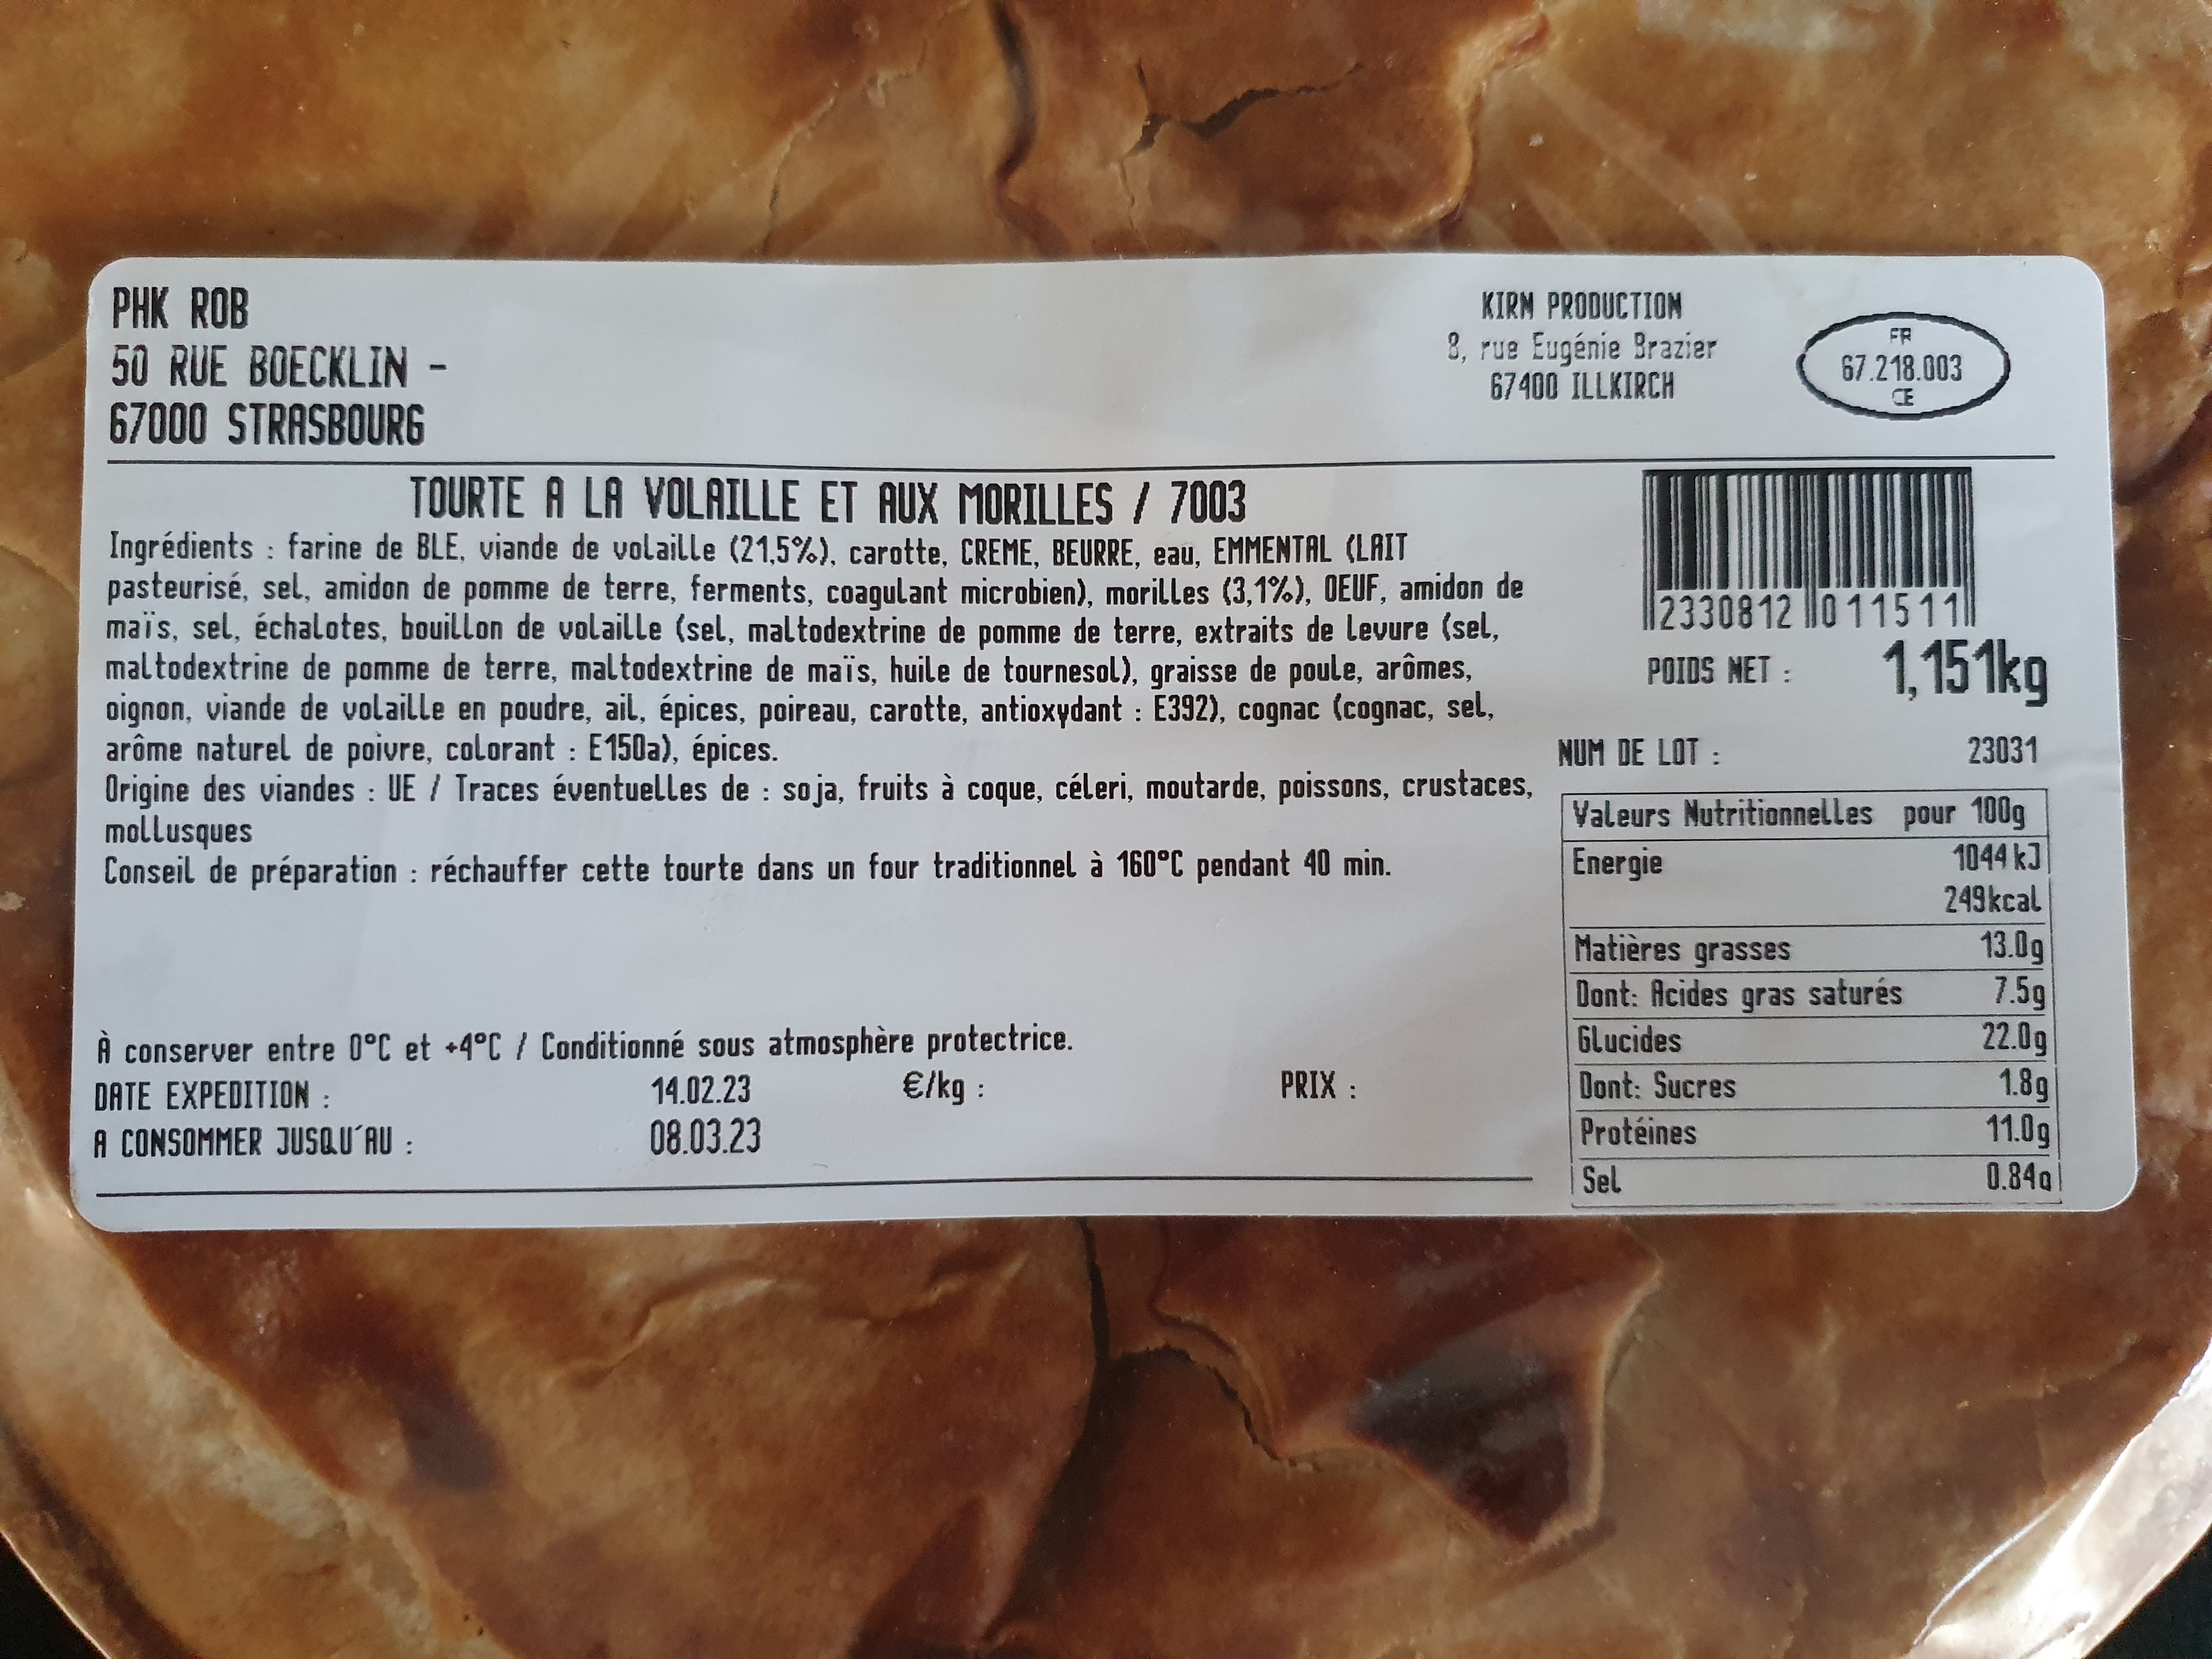 PHK ROB
50 RUE BOECKLIN -
67000 STRASBOURG
KIRN PRODUCTION
8, rue Eugénie Brazier
67400 ILLKIRCH
FR
67.218.003
CE
TOURTE A LA VOLAILLE ET AUX MORILLES / 7003
Ingrédients : farine de BLE, viande de volaille (21,5%), carotte, CREME, BEURRE, eau, EMMENTAL (LAIT
pasteurisé, sel, amidon de pomme de terre, ferments, coagulant microbien), morilles (3,1%), OEUF, amidon de
maïs, sel, échalotes, bouillon de volaille (sel, maltodextrine de pomme de terre, extraits de levure (sel,
maltodextrine de pomme de terre, maltodextrine de maïs, huile de tournesol), graisse de poule, arômes,
oignon, viande de volaille en poudre, ail, épices, poireau, carotte, antioxydant : E392), cognac (cognac, sel,
arôme naturel de poivre, colorant : E150a), épices.
Origine des viandes : UE / Traces éventuelles de : soja, fruits à coque, céleri, moutarde, poissons, crustaces,
mollusques
Conseil de préparation : réchauffer cette tourte dans un four traditionnel à 160°C pendant 40 min.
À conserver entre 0°C et +4°C / Conditionné sous atmosphère protectrice.
DATE EXPEDITION : 14.02.23 €/kg : PRIX :
A CONSOMMER JUSQU´AU : 08.03.23
2330812 011511
POIDS NET : 1,151kg
NUM DE LOT : 23031
Valeurs Nutritionnelles pour 100g
Energie 1044 kJ
249kcal
Matières grasses 13.0g
Dont: Acides gras saturés 7.5g
Glucides 22.0g
Dont: Sucres 1.8g
Protéines 11.0g
Sel 0.84g